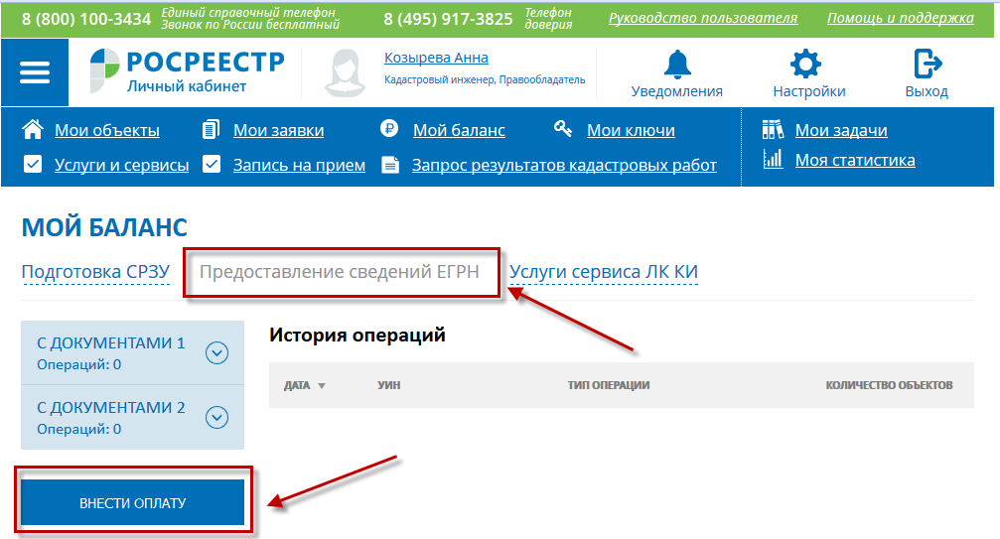 8 (800) 100-3434 Единый справочный телефон 8 (495) 917-3825 Телефон Руководство пользователя Помощь и поддержка
Звонок по России бесплатный доверия
РОСРЕЕСТР
Личный кабинет
Козырева Анна
Кадастровый инженер, Правообладатель
Уведомления Настройки Выход
Мои объекты Мои заявки Мой баланс Мои ключи Мои задачи
Услуги и сервисы Запись на прием Запрос результатов кадастровых работ Моя статистика
МОЙ БАЛАНС
Подготовка СРЗУ Предоставление сведений ЕГРН Услуги сервиса ЛК КИ
С ДОКУМЕНТАМИ 1
Операций: 0
С ДОКУМЕНТАМИ 2
Операций: 0
ВНЕСТИ ОПЛАТУ
История операций
ДАТА УИН ТИП ОПЕРАЦИИ КОЛИЧЕСТВО ОБЪЕКТОВ